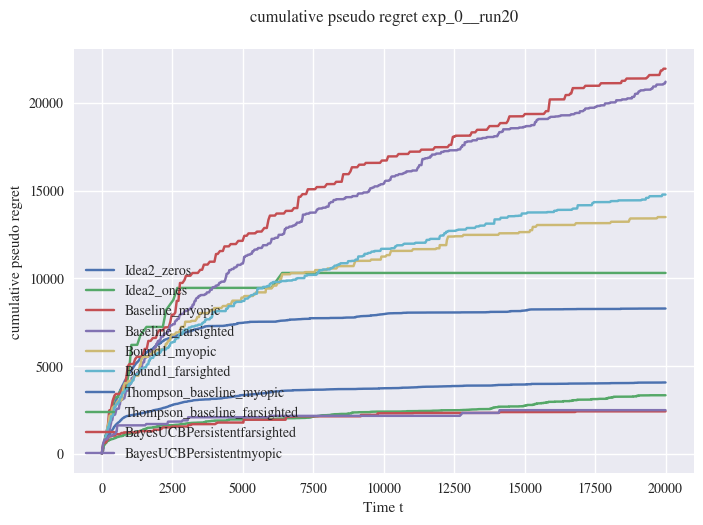 cumulative pseudo regret exp_0__run20
cumulative pseudo regret
20000
15000
10000
5000
0
Idea2_zeros
Idea2_ones
Baseline_myopic
Baseline_farsighted
Bound1_myopic
Bound1_farsighted
Thompson_baseline_myopic
Thompson_baseline_farsighted
BayesUCBPersistentfarsighted
BayesUCBPersistentmyopic
0 2500 5000 7500 10000 12500 15000 17500 20000
Time t